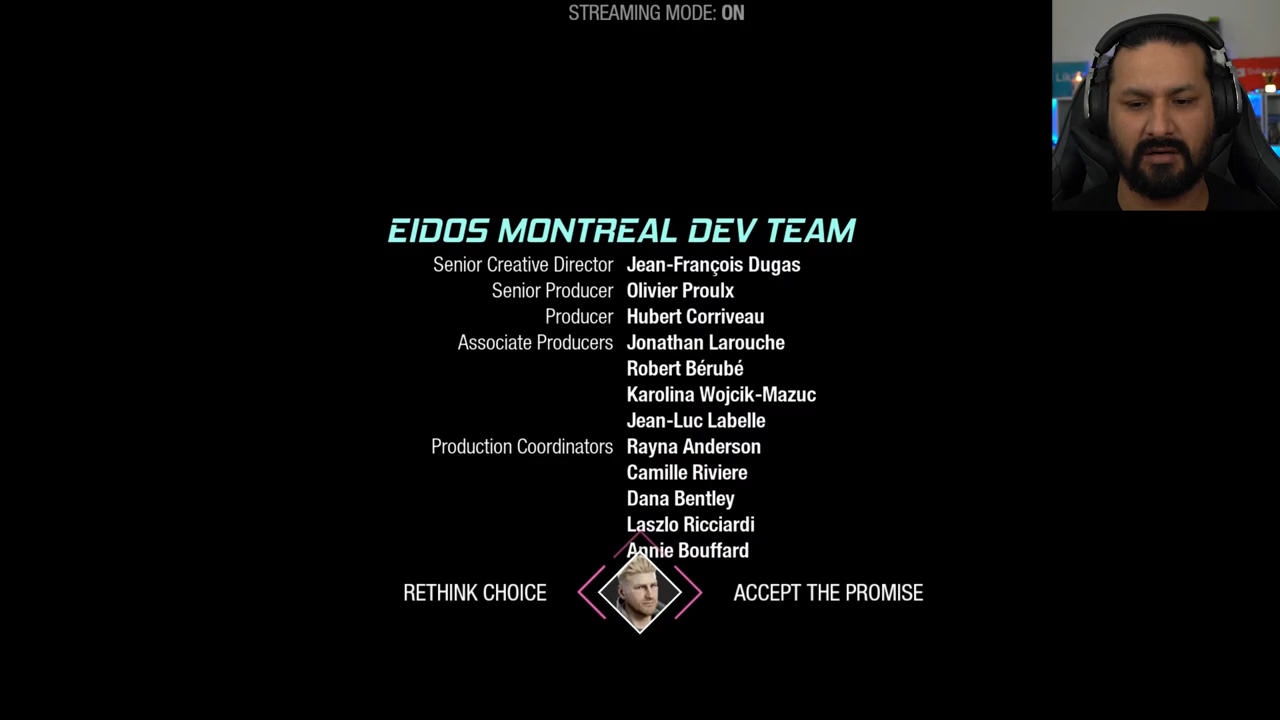 STREAMING MODE: ON
EIDOS MONTREAL DEV TEAM
Senior Creative Director Jean-François Dugas
Senior Producer Olivier Proulx
Producer Hubert Corriveau
Associate Producers Jonathan Larouche
Robert Bérubé
Karolina Wojcik-Mazuc
Jean-Luc Labelle
Production Coordinators Rayna Anderson
Camille Riviere
Dana Bentley
Laszlo Ricciardi
Annie Bouffard
RETHINK CHOICE ACCEPT THE PROMISE